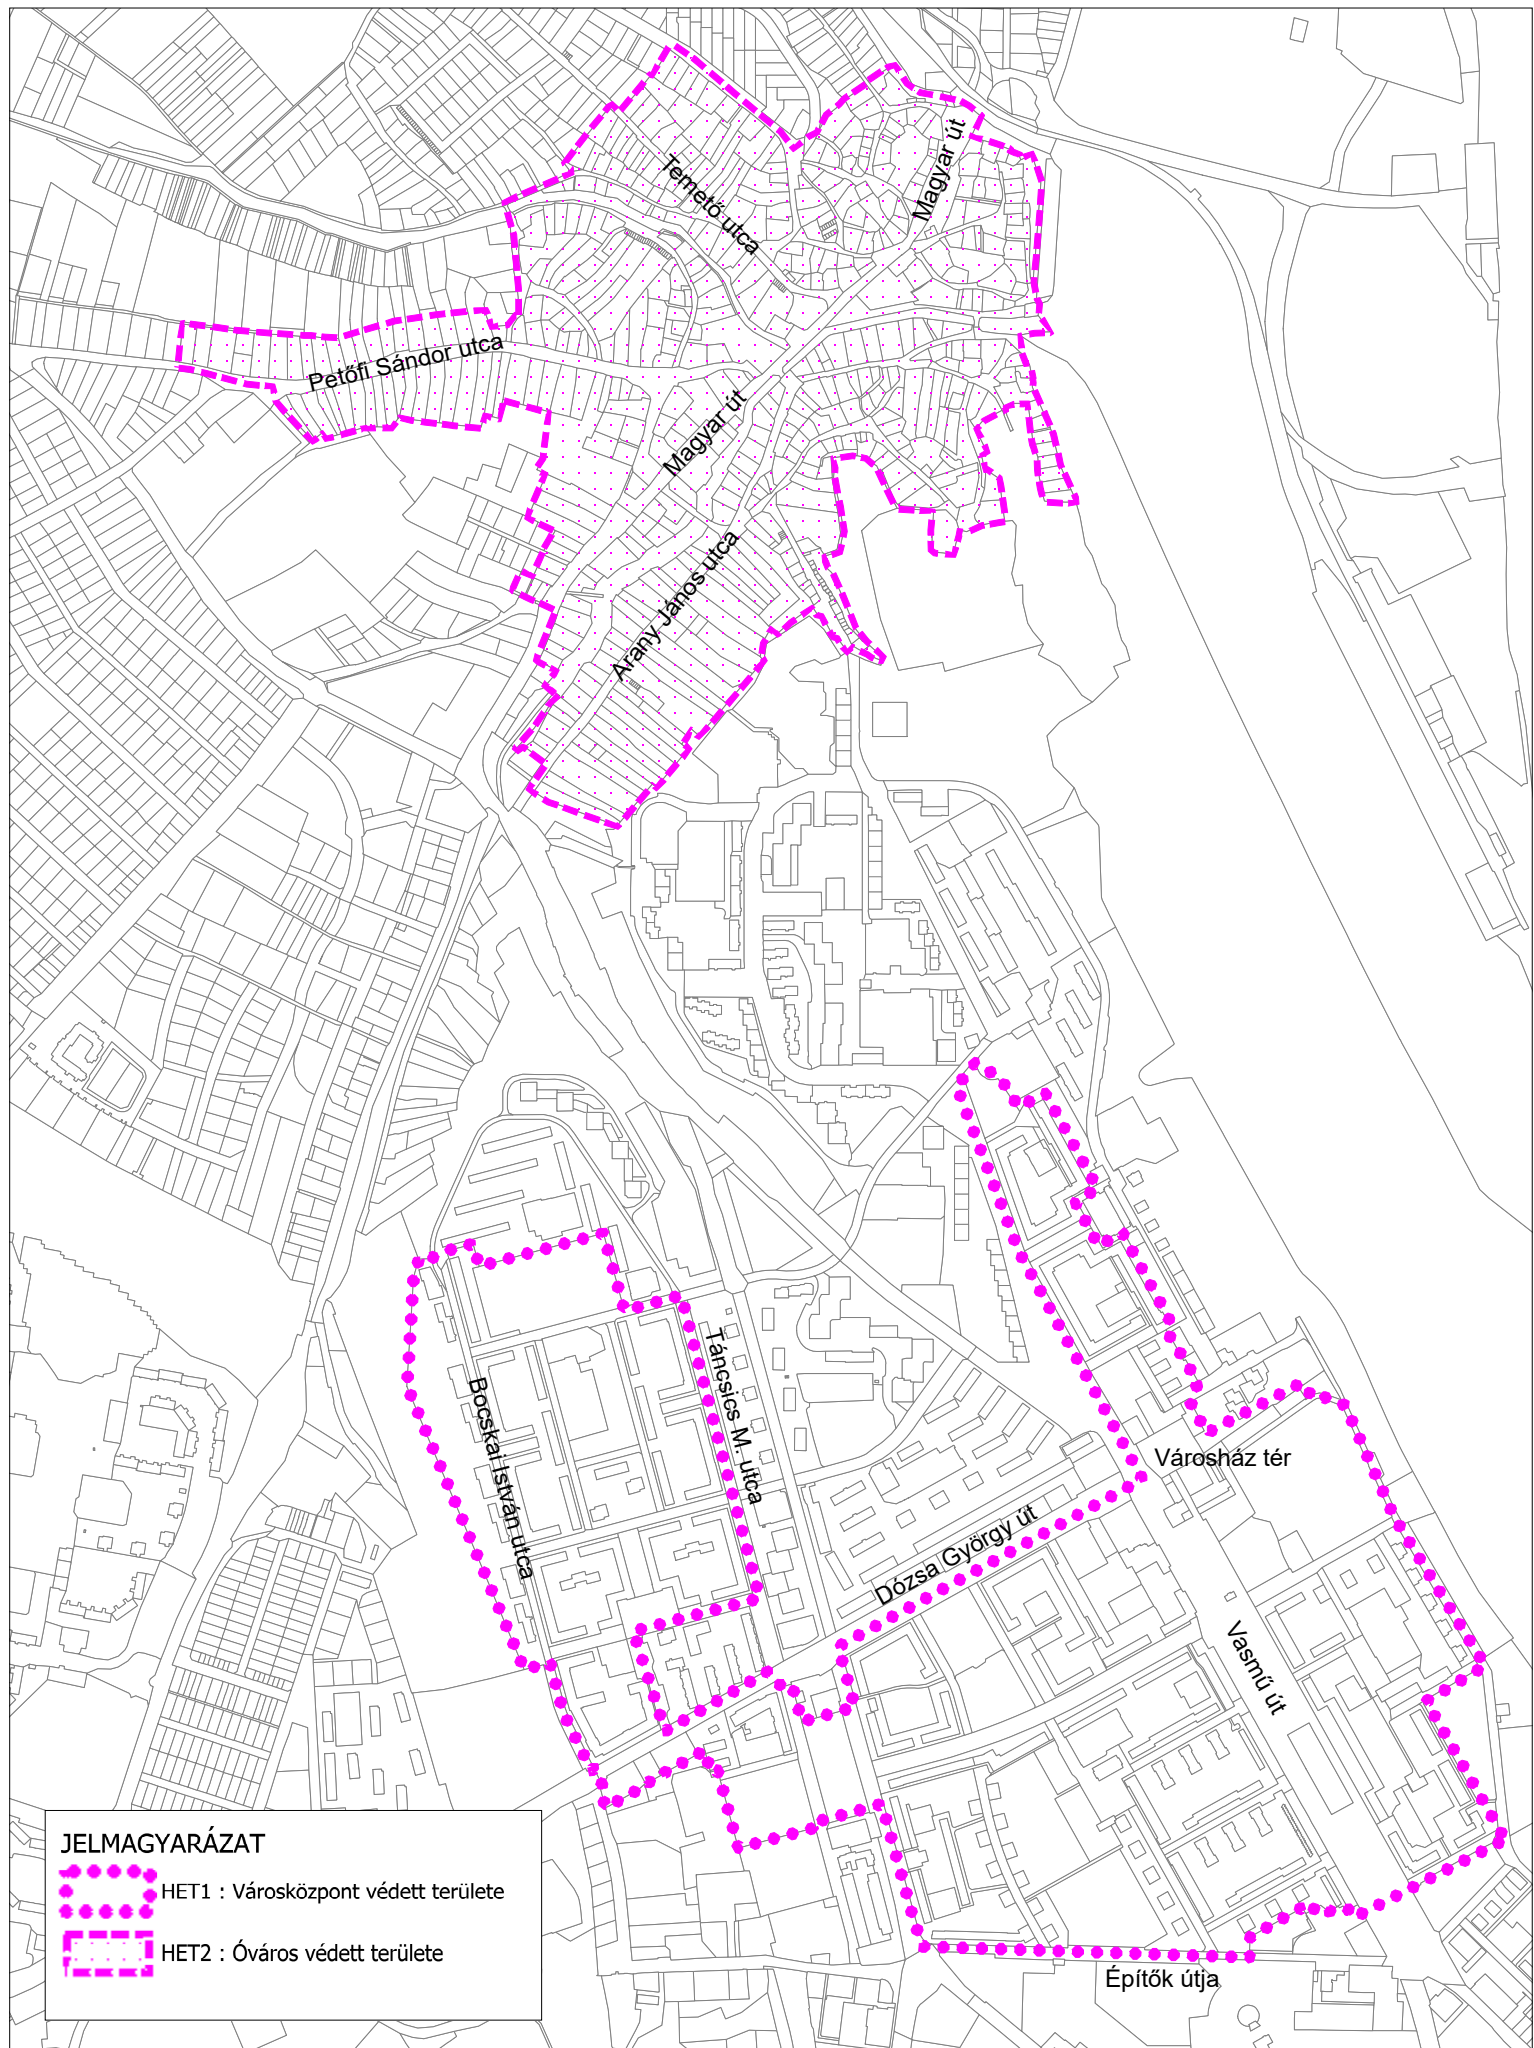 Magyar út
Temető utca
Petőfi Sándor utca
Magyar út
Arany János utca
Táncsics M. utca
Bocskai István utca
Városház tér
Dózsa György út
Vasmű út
Építők útja
JELMAGYARÁZAT
HET1 : Városközpont védett területe
HET2 : Óváros védett területe